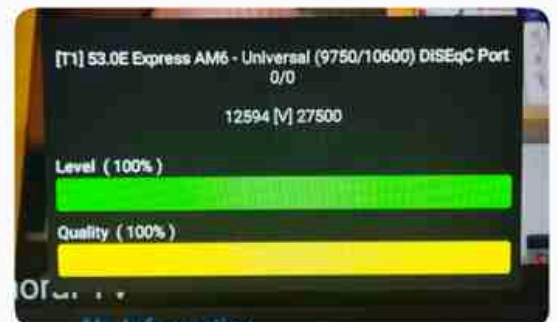 [T1] 53.0E Express AM6 - Universal (9750/10600) DiSEqC Port
0/0
12594 [V] 27500
Level ( 100% )
Quality ( 100% )